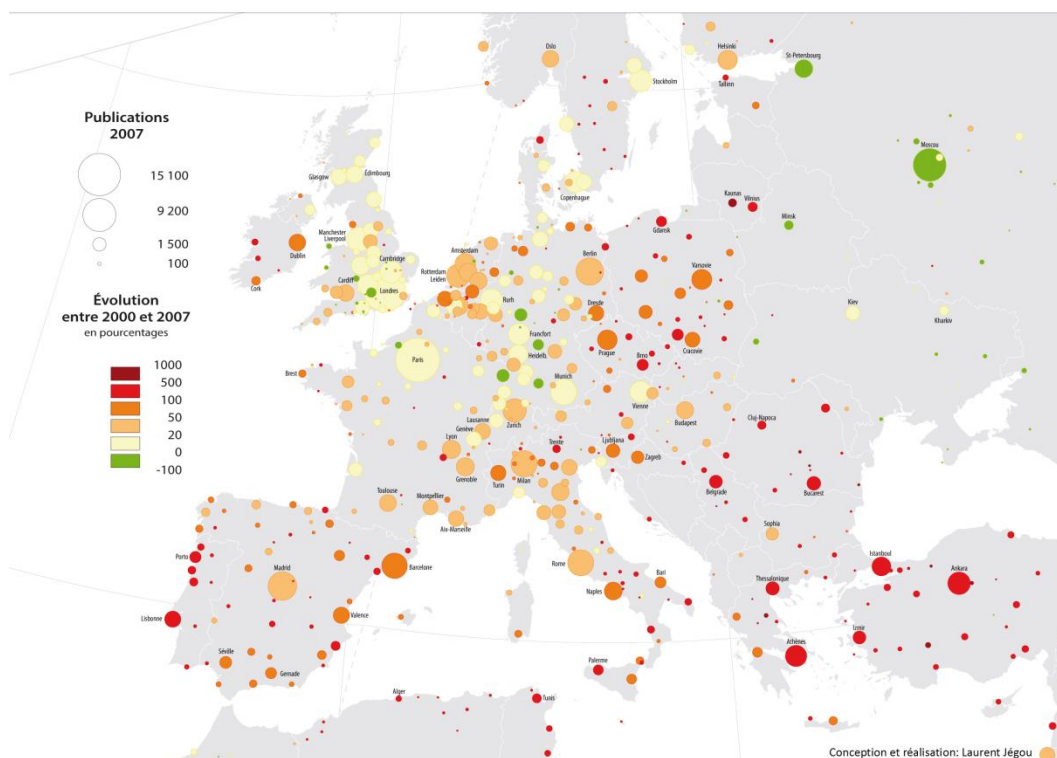 Publications
2007
15 100
9 200
1 500
100
Évolution
entre 2000 et 2007
en pourcentages
1000
500
100
50
20
0
-100
Oslo
Helsinki
St-Petersbourg
Stockholm
Tallinn
Moscou
Glasgow
Édimbourg
Copenhague
Kaunas
Vilnius
Minsk
Gdansk
Manchester
Liverpool
Dublin
Cork
Cambridge
Cardiff
Londres
Amsterdam
Rotterdam
Leiden
Berlin
Varsovie
Rurh
Dresde
Kiev
Kharkiv
Francfort
Prague
Cracovie
Brno
Heidelb.
Paris
Brest
Munich
Vienne
Budapest
Lausanne
Genève
Zurich
Cluj-Napoca
Lyon
Trente
Ljubljana
Zagreb
Grenoble
Turin
Milan
Belgrade
Bucarest
Toulouse
Montpellier
Aix-Marseille
Sophia
Porto
Madrid
Barcelone
Rome
Bari
Naples
Thessalonique
Istanboul
Ankara
Lisbonne
Valence
Izmir
Séville
Grenade
Palerme
Athènes
Alger
Tunis
Conception et réalisation: Laurent Jégou